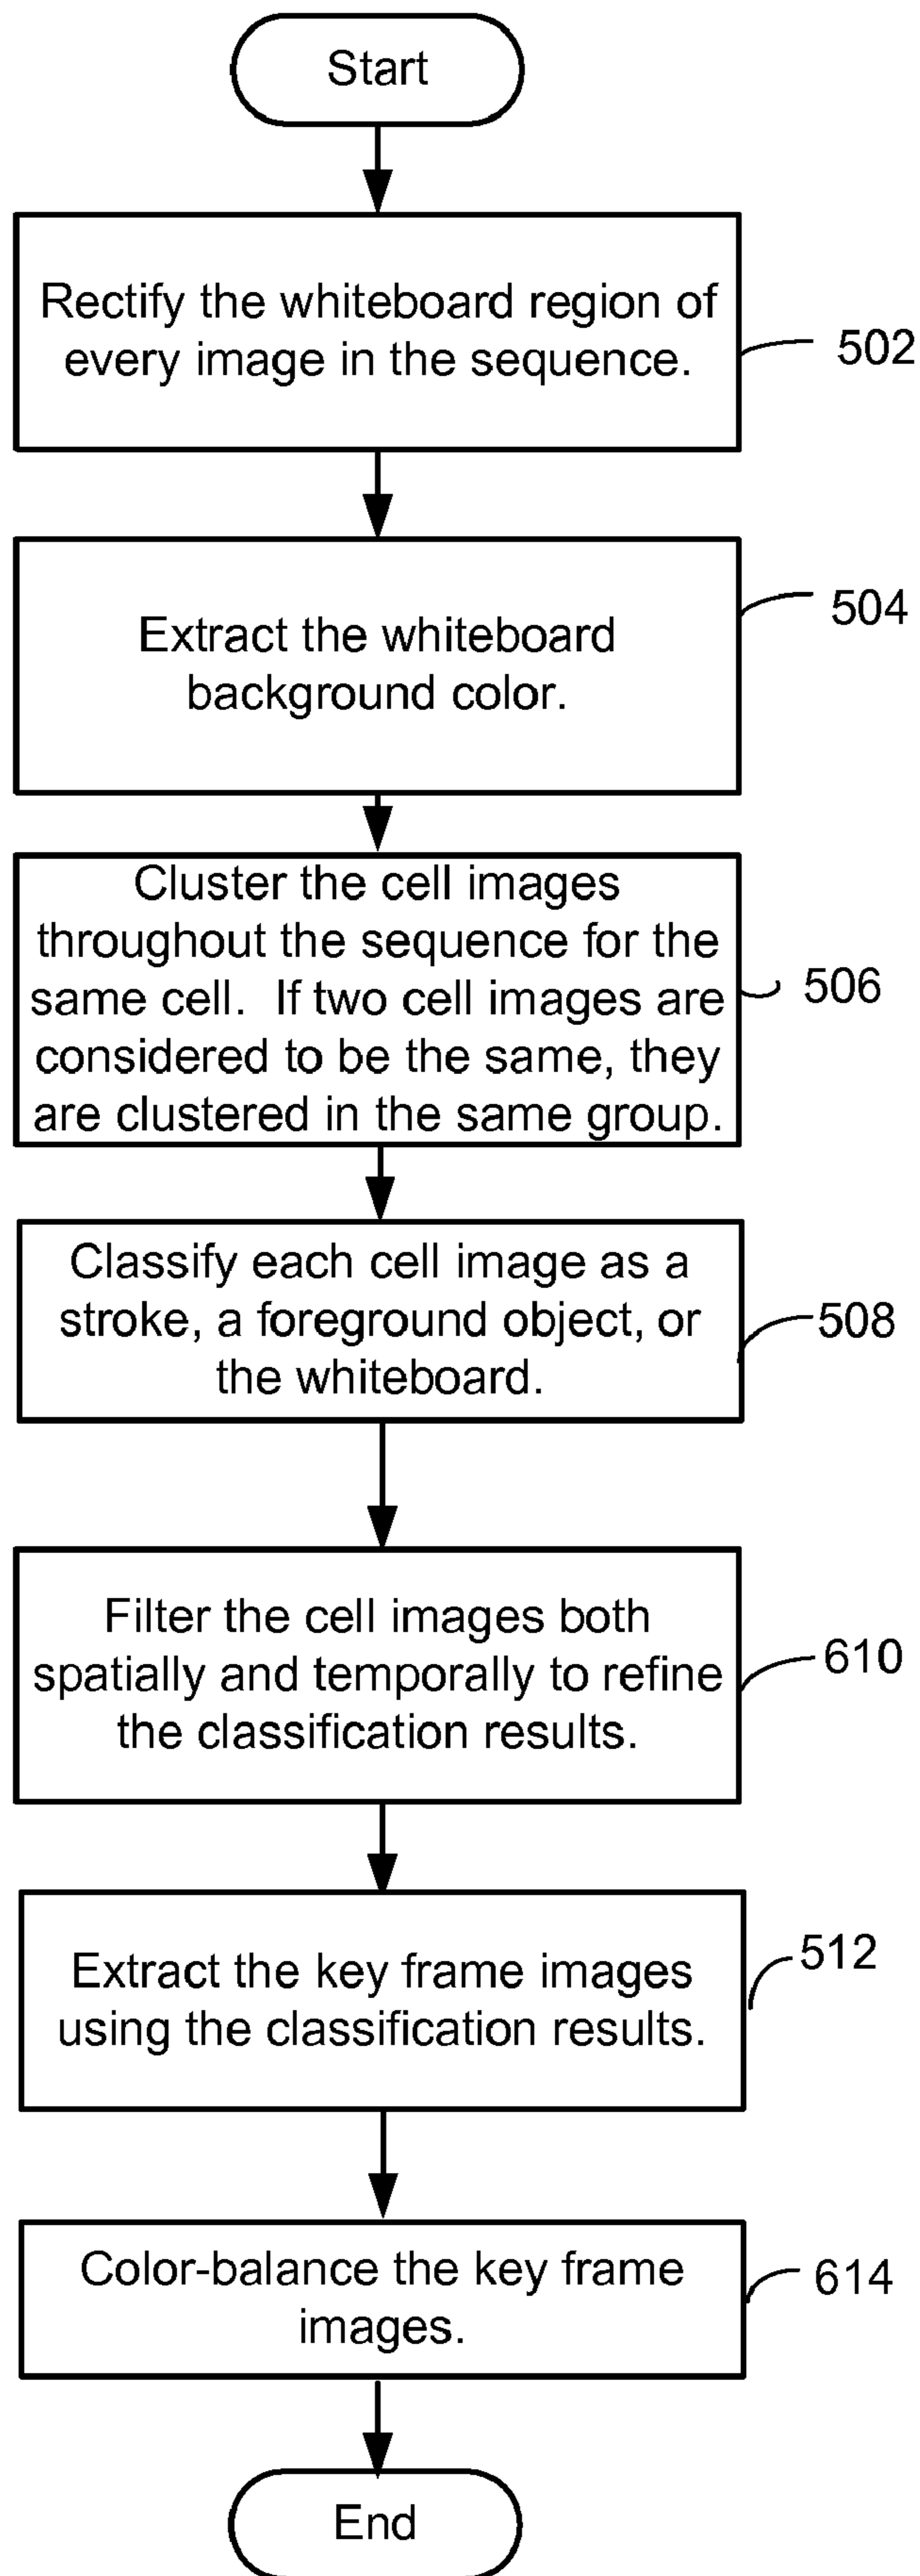 Start
Rectify the whiteboard region of
every image in the sequence.
502
Extract the whiteboard
background color.
504
Cluster the cell images
throughout the sequence for the
same cell.  If two cell images are
considered to be the same, they
are clustered in the same group.
506
Classify each cell image as a
stroke, a foreground object, or
the whiteboard.
508
Filter the cell images both
spatially and temporally to refine
the classification results.
610
Extract the key frame images
using the classification results.
512
Color-balance the key frame
images.
614
End